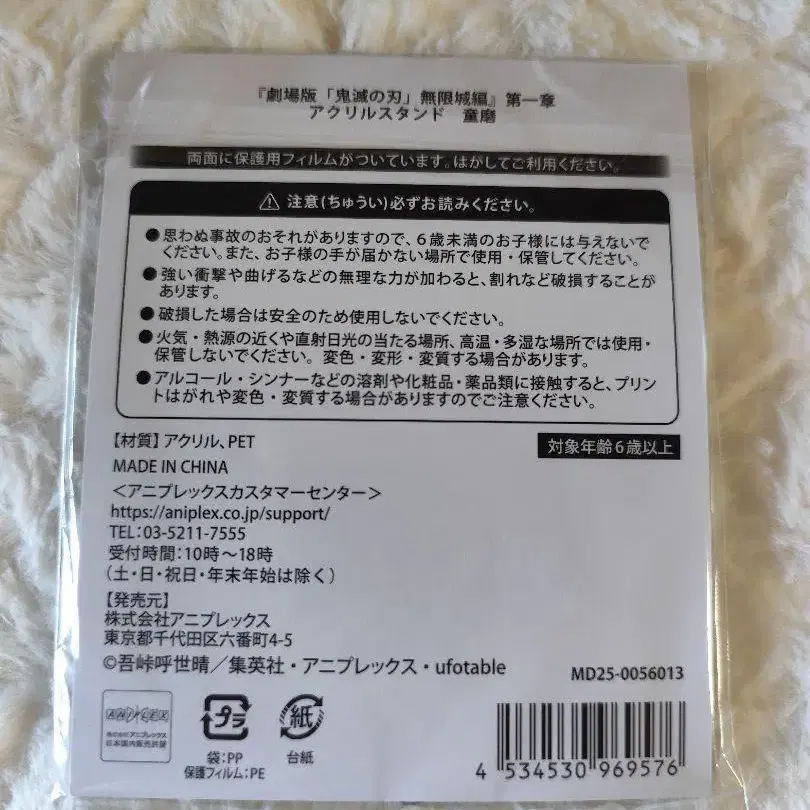 『劇場版「鬼滅の刃」無限城編』第一章
アクリルスタンド　童磨
両面に保護用フィルムがついています。はがしてご利用ください。
⚠ 注意(ちゅうい)必ずお読みください。
●思わぬ事故のおそれがありますので、6歳未満のお子様には与えないで
ください。また、お子様の手が届かない場所で使用・保管してください。
●強い衝撃や曲げるなどの無理な力が加わると、割れなど破損することが
あります。
●破損した場合は安全のため使用しないでください。
●火気・熱源の近くや直射日光の当たる場所、高温・多湿な場所では使用・
保管しないでください。変色・変形・変質する場合があります。
●アルコール・シンナーなどの溶剤や化粧品・薬品類に接触すると、プリン
トはがれや変色・変質する場合がありますのでご注意ください。
【材質】アクリル、PET
対象年齢6歳以上
MADE IN CHINA
＜アニプレックスカスタマーセンター＞
https://aniplex.co.jp/support/
TEL：03-5211-7555
受付時間：10時～18時
（土・日・祝日・年末年始は除く）
【発売元】
株式会社アニプレックス
東京都千代田区六番町4-5
©吾峠呼世晴／集英社・アニプレックス・ufotable
MD25-0056013
ANIPLEX
株式会社アニプレックス
日本国内販売許諾
プラ
袋：PP
保護フィルム：PE
紙
台紙
4 534530 969576